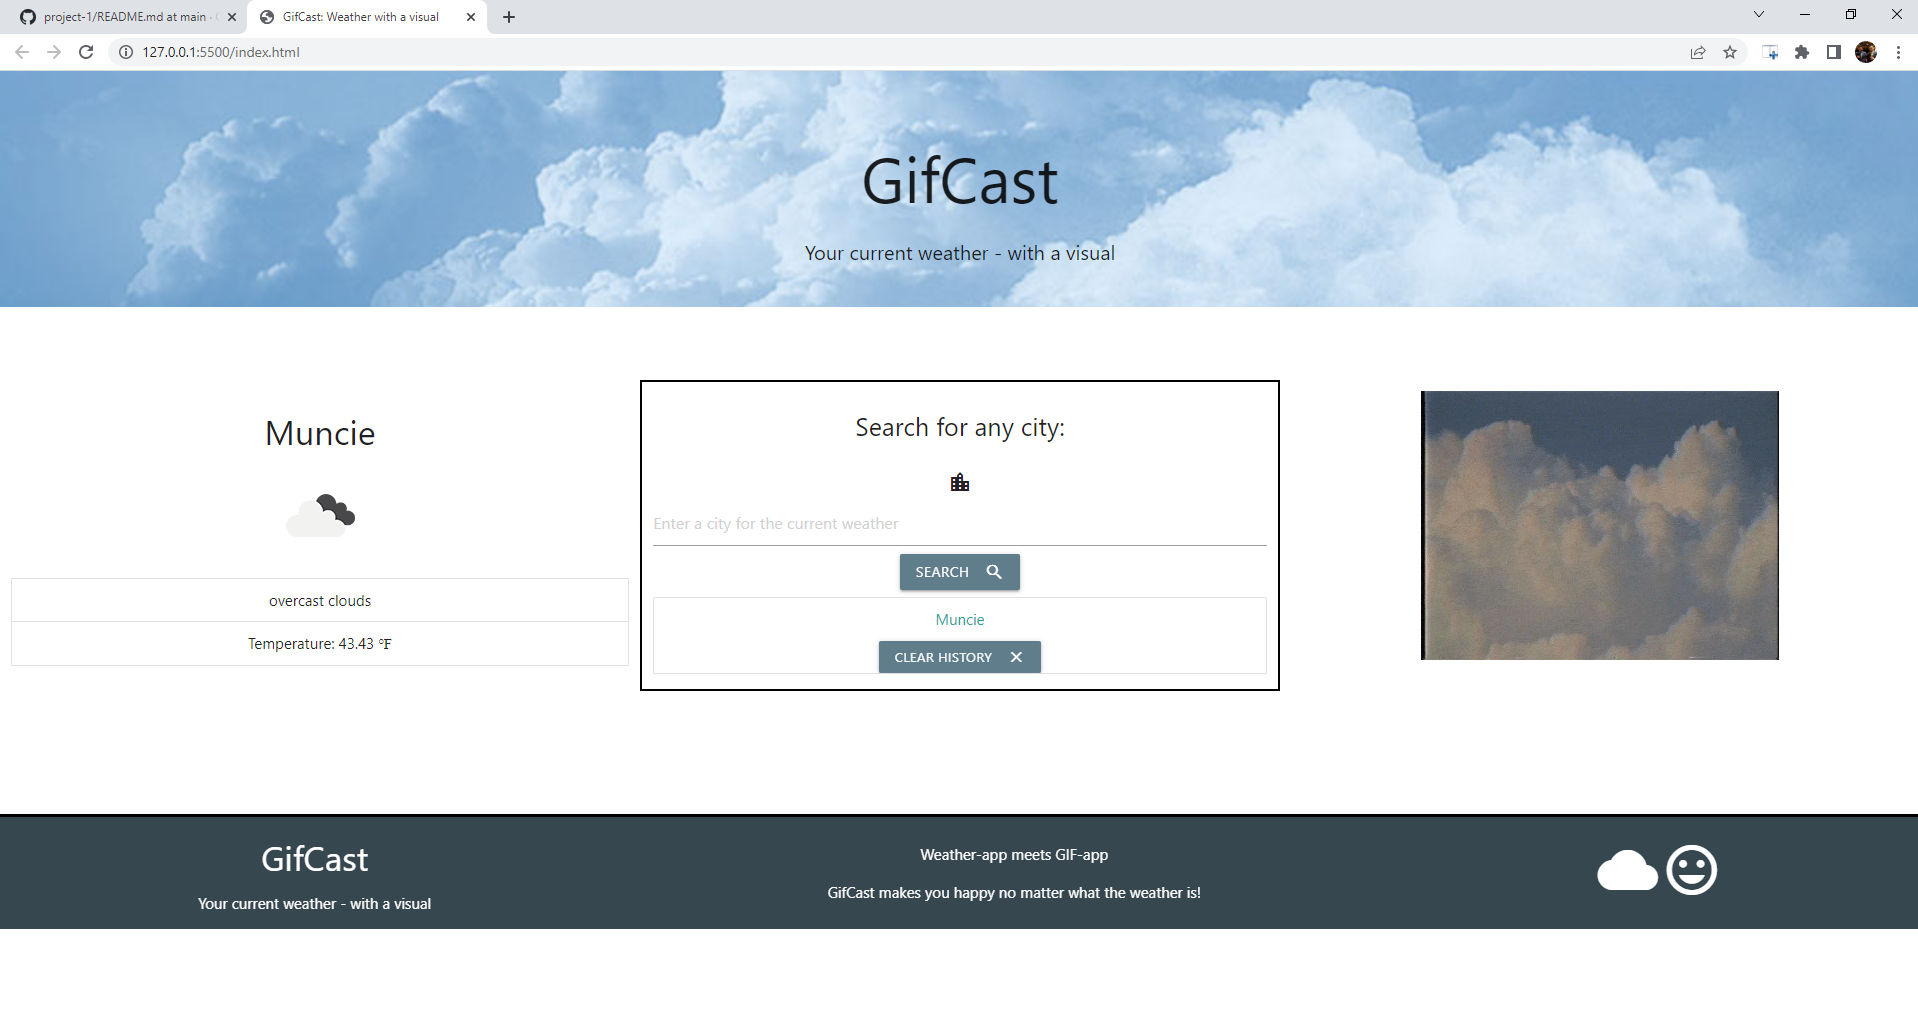 project-1/README.md at main · 
GifCast: Weather with a visual
127.0.0.1:5500/index.html
GifCast
Your current weather - with a visual
Muncie
overcast clouds
Temperature: 43.43 °F
Search for any city:
Enter a city for the current weather
SEARCH
Muncie
CLEAR HISTORY
GifCast
Your current weather - with a visual
Weather-app meets GIF-app
GifCast makes you happy no matter what the weather is!